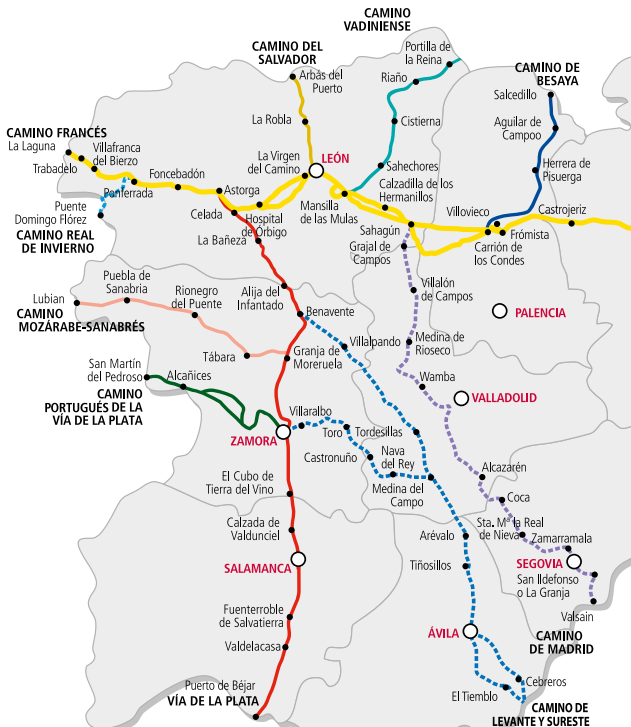 CAMINO
VADINIENSE
CAMINO DEL
SALVADOR
Portilla de
la Reina
Arbás del
Puerto
Riaño
CAMINO DE
BESAYA
Salcedillo
La Robla
Cistierna
Aguilar de
Campoo
CAMINO FRANCÉS
La Laguna
Villafranca
del Bierzo
Trabadelo
La Virgen
del Camino
LEÓN
Sahechores
Herrera de
Pisuerga
Foncebadón
Ponferrada
Astorga
Calzadilla de los
Hermanillos
Celada
Hospital
de Órbigo
Mansilla
de las Mulas
Villovieco
Castrojeriz
Puente
Domingo Flórez
CAMINO REAL
DE INVIERNO
La Bañeza
Sahagún
Grajal de
Campos
Carrión de
los Condes
Frómista
Puebla de
Sanabria
Lubian
CAMINO
MOZÁRABE-SANABRÉS
Rionegro
del Puente
Alija del
Infantado
Benavente
Villalón
de Campos
PALENCIA
Villalpando
Medina de
Rioseco
Tábara
Granja de
Moreruela
San Martín
del Pedroso
Alcañices
Wamba
CAMINO
PORTUGUÉS DE LA
VÍA DE LA PLATA
VALLADOLID
Villaralbo
ZAMORA
Toro
Tordesillas
Castronuño
Nava
del Rey
El Cubo de
Tierra del Vino
Medina del
Campo
Alcazarén
Coca
Calzada de
Valdunciel
Arévalo
Sta. Mª la Real
de Nieva
Zamarramala
SALAMANCA
Tiñosillos
SEGOVIA
San Ildefonso
o La Granja
Valsain
Fuenterroble
de Salvatierra
Valdelacasa
ÁVILA
CAMINO
DE MADRID
Cebreros
El Tiemblo
Puerto de Béjar
VÍA DE LA PLATA
CAMINO DE
LEVANTE Y SURESTE